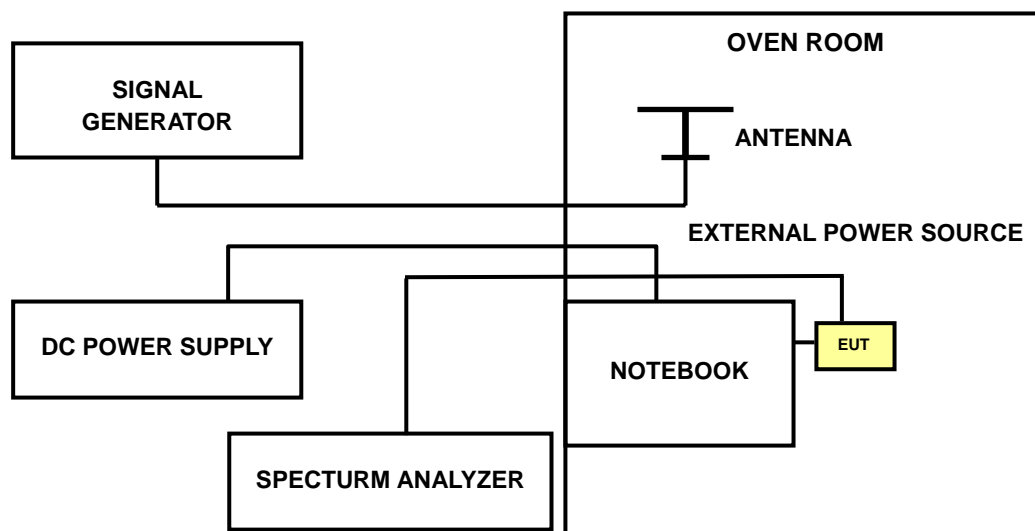 OVEN ROOM
SIGNAL
GENERATOR
ANTENNA
EXTERNAL POWER SOURCE
DC POWER SUPPLY
EUT
NOTEBOOK
SPECTURM ANALYZER